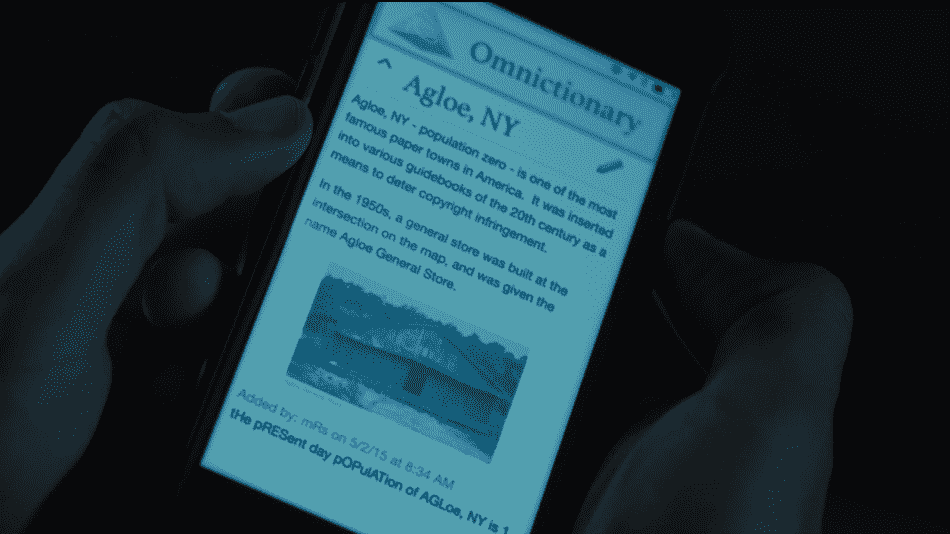 Omnictionary
Agloe, NY
Agloe, NY - population zero - is one of the most
famous paper towns in America. It was inserted
into various guidebooks of the 20th century as a
means to deter copyright infringement.
In the 1950s, a general store was built at the
intersection on the map, and was given the
name Agloe General Store.
Added by: mRs on 5/2/15 at 8:34 AM
tHe pRESent day pOPulATion of AGLoe, NY is 1